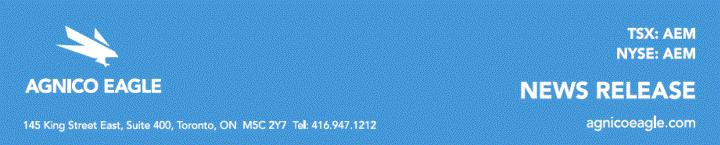 TSX: AEM
NYSE: AEM
AGNICO EAGLE
NEWS RELEASE
145 King Street East, Suite 400, Toronto, ON M5C 2Y7 Tel: 416.947.1212
agnicoeagle.com